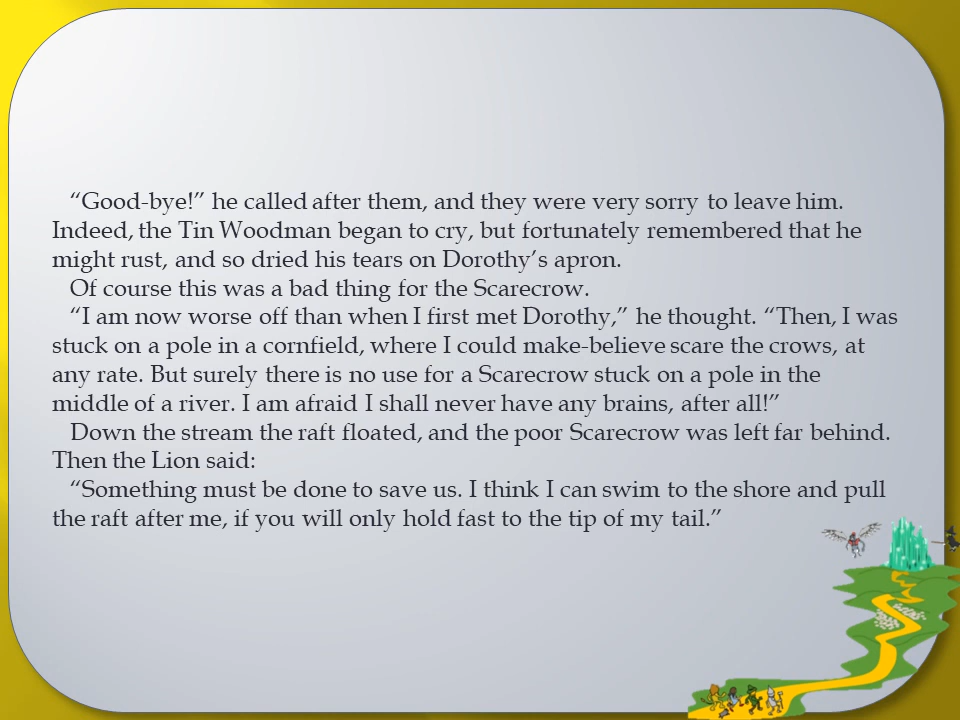 “Good-bye!” he called after them, and they were very sorry to leave him.
Indeed, the Tin Woodman began to cry, but fortunately remembered that he
might rust, and so dried his tears on Dorothy’s apron.
Of course this was a bad thing for the Scarecrow.
“I am now worse off than when I first met Dorothy,” he thought. “Then, I was
stuck on a pole in a cornfield, where I could make-believe scare the crows, at
any rate. But surely there is no use for a Scarecrow stuck on a pole in the
middle of a river. I am afraid I shall never have any brains, after all!”
Down the stream the raft floated, and the poor Scarecrow was left far behind.
Then the Lion said:
“Something must be done to save us. I think I can swim to the shore and pull
the raft after me, if you will only hold fast to the tip of my tail.”